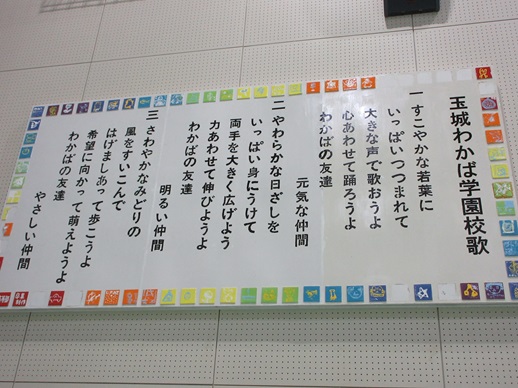 玉城わかば学園校歌
一 すこやかな若葉に
いっぱいつつまれて
大きな声で歌おうよ
心あわせて踊ろうよ
わかばの友達
元気な仲間
二 やわらかな日ざしを
いっぱい身にうけて
両手を大きく広げよう
力あわせて伸びようよ
わかばの友達
明るい仲間
三 さわやかなみどりの
風をすいこんで
はげましあって歩こうよ
希望に向かって萌えようよ
わかばの友達
やさしい仲間